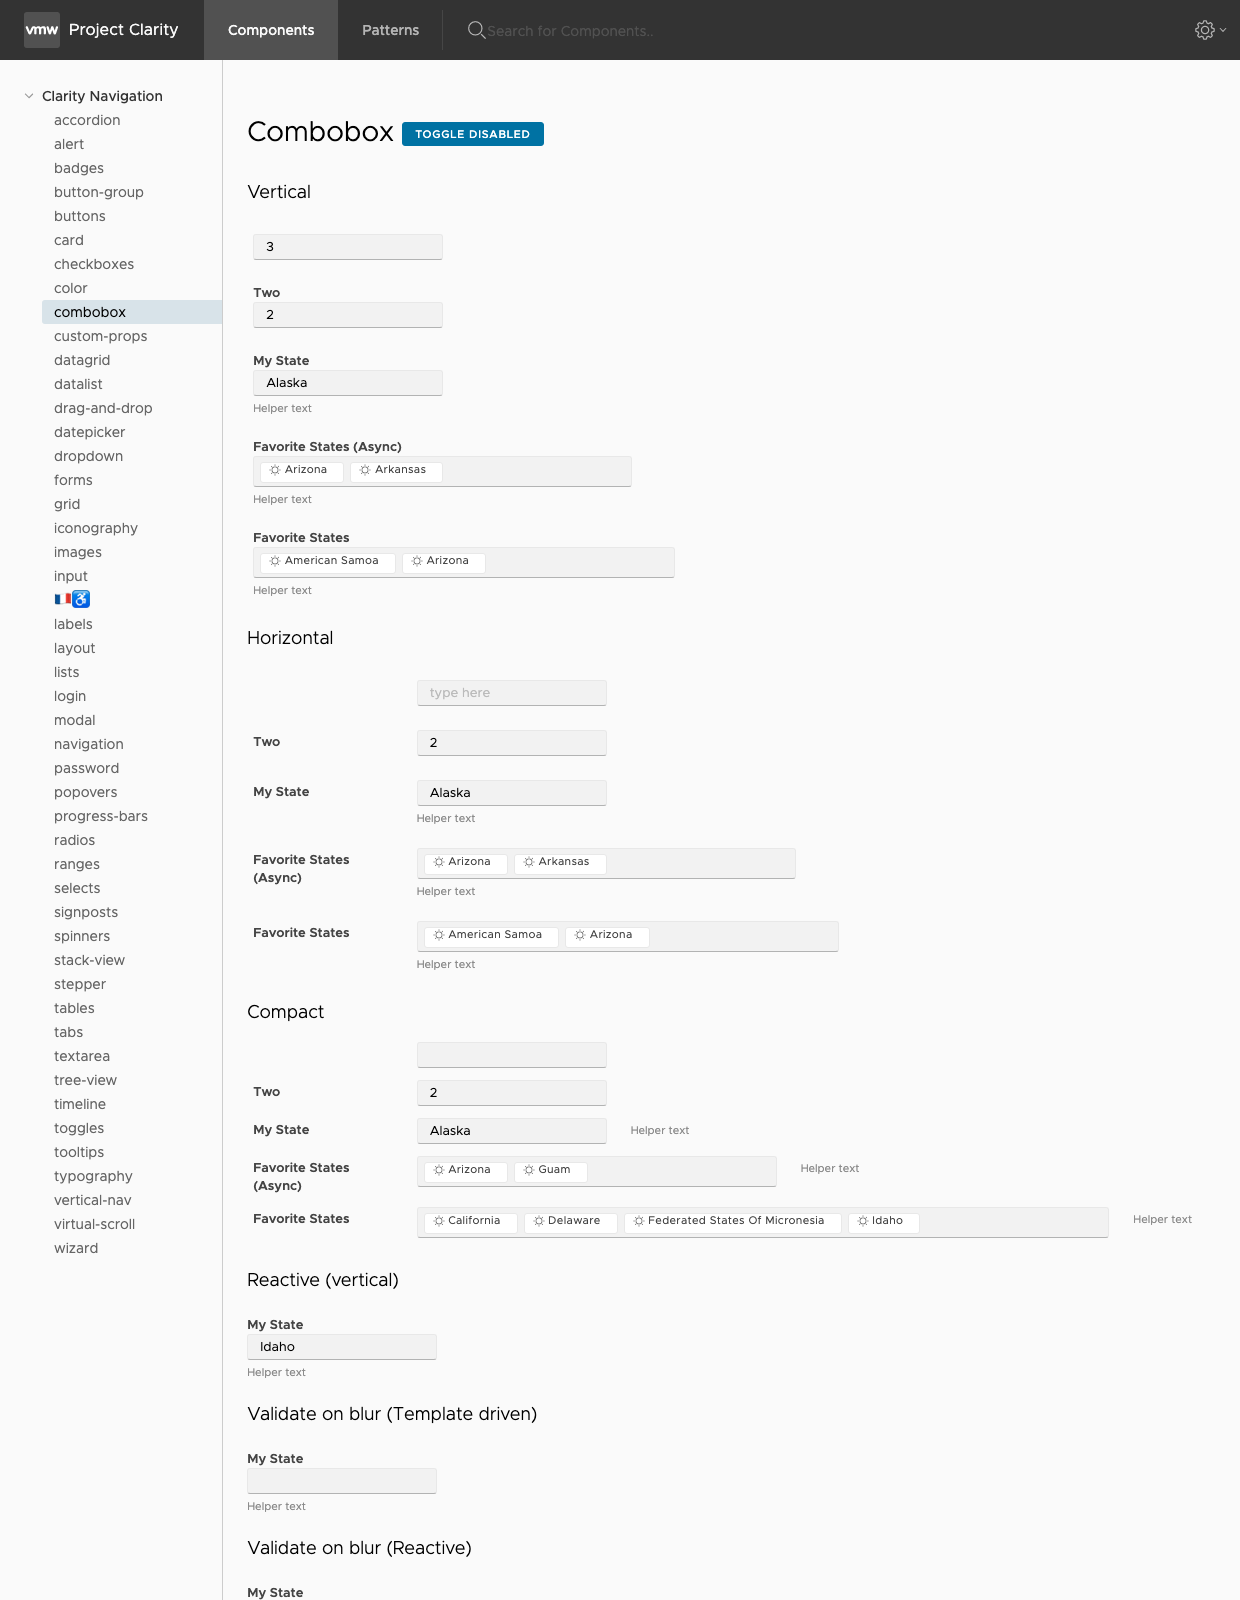 vmw Project Clarity Components Patterns Search for Components..
Clarity Navigation
accordion
alert
badges
button-group
buttons
card
checkboxes
color
combobox
custom-props
datagrid
datalist
drag-and-drop
datepicker
dropdown
forms
grid
iconography
images
input
🇫🇷♿
labels
layout
lists
login
modal
navigation
password
popovers
progress-bars
radios
ranges
selects
signposts
spinners
stack-view
stepper
tables
tabs
textarea
tree-view
timeline
toggles
tooltips
typography
vertical-nav
virtual-scroll
wizard
Combobox TOGGLE DISABLED
Vertical
3
Two
2
My State
Alaska
Helper text
Favorite States (Async)
Arizona Arkansas
Helper text
Favorite States
American Samoa Arizona
Helper text
Horizontal
type here
Two 2
My State Alaska
Helper text
Favorite States Arizona Arkansas
(Async)
Helper text
Favorite States American Samoa Arizona
Helper text
Compact
Two 2
My State Alaska Helper text
Favorite States Arizona Guam Helper text
(Async)
Favorite States California Delaware Federated States Of Micronesia Idaho Helper text
Reactive (vertical)
My State
Idaho
Helper text
Validate on blur (Template driven)
My State
Helper text
Validate on blur (Reactive)
My State